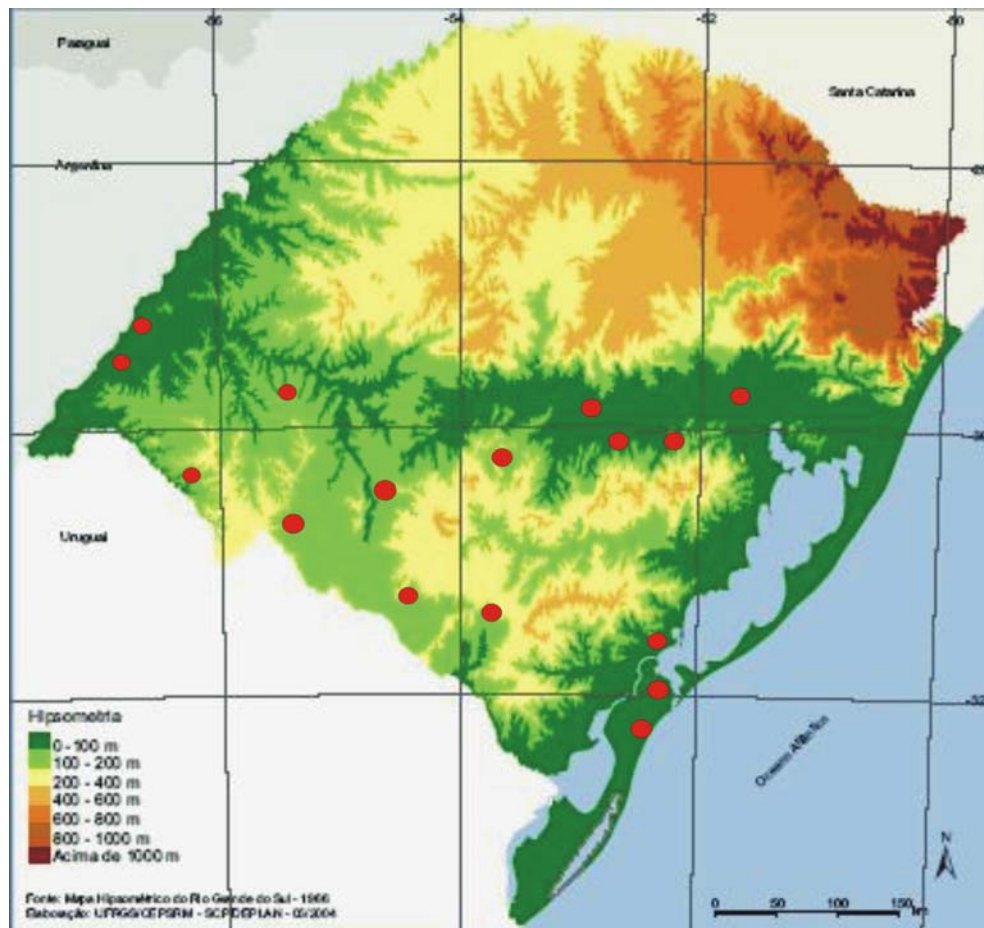 -56
-54
-52
-50
Paraguai
Santa Catarina
Argentina
Uruguai
-32
Hipsometria
0 - 100 m
100 - 200 m
200 - 400 m
400 - 600 m
600 - 800 m
800 - 1000 m
Acima de 1000 m
Oceano Atlântico
N
0 50 100 150
km
Fonte: Mapa Hipsométrico do Rio Grande do Sul - 1966
Elaboração: UFRGS/CEPSRM - SCP/DEPLAN - 05/2004